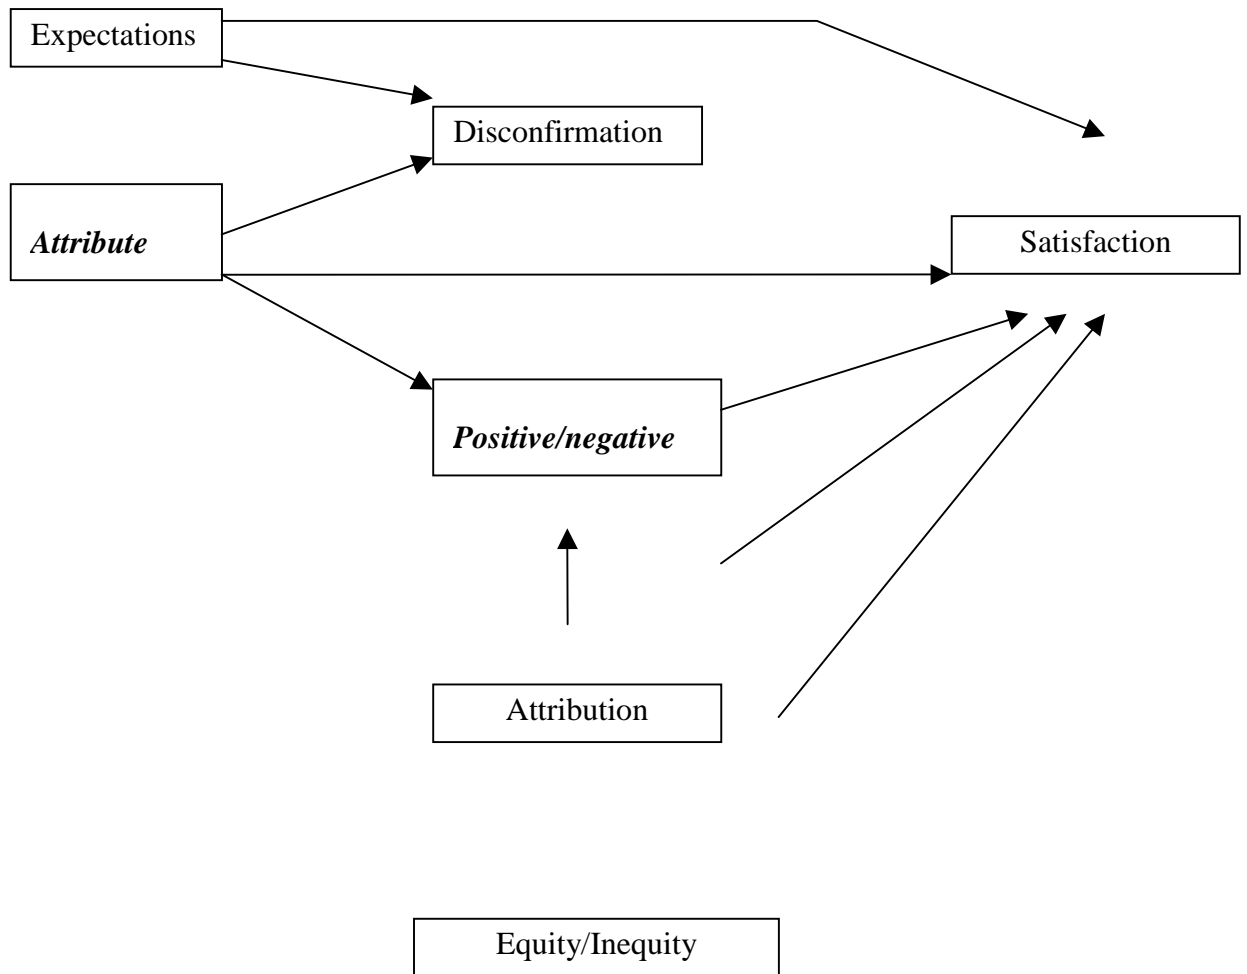 Expectations
Disconfirmation
Attribute
Satisfaction
Positive/negative
Attribution
Equity/Inequity